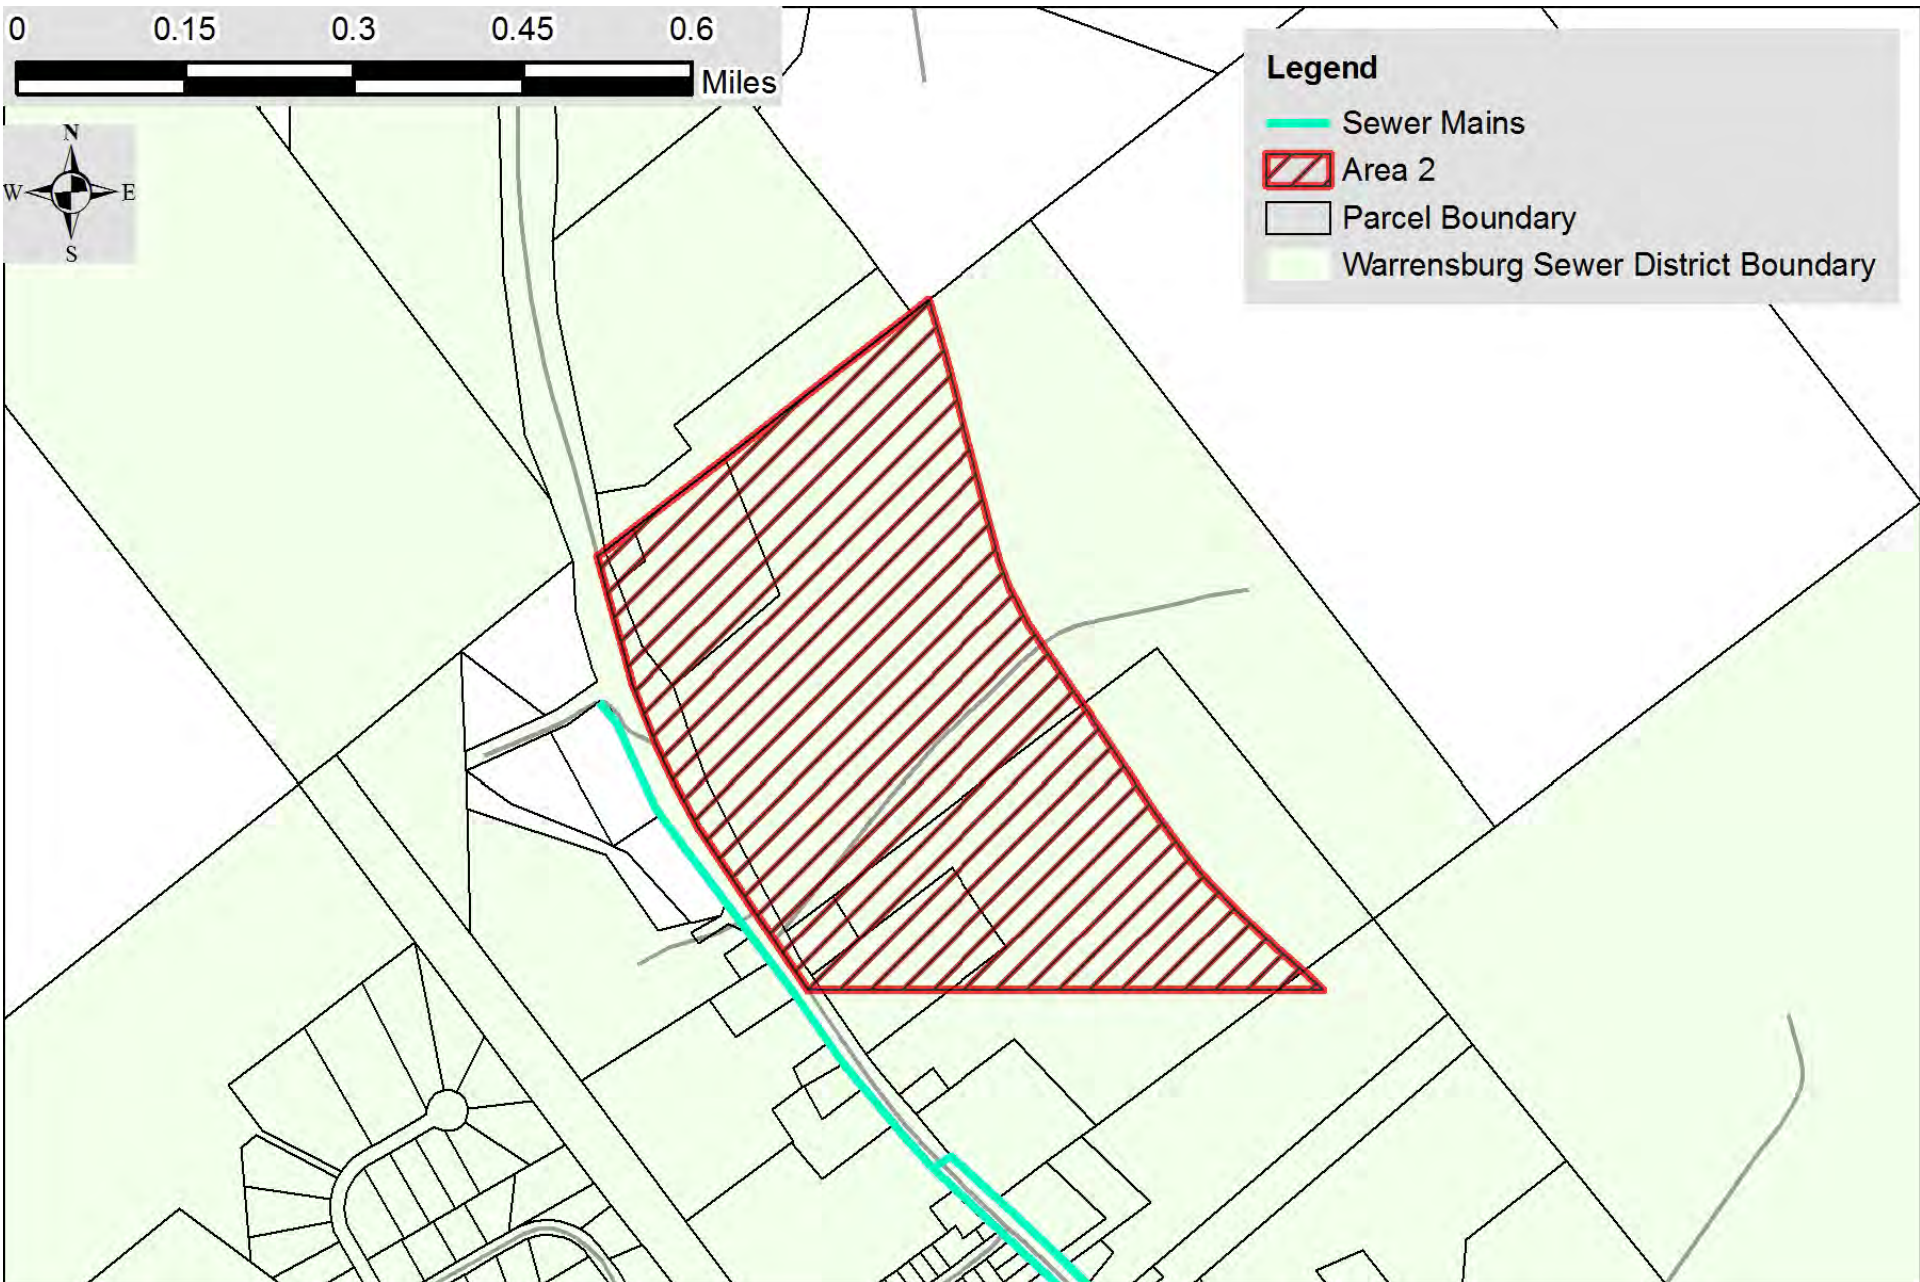 0 0.15 0.3 0.45 0.6
Miles
N
W E
S
Legend
Sewer Mains
Area 2
Parcel Boundary
Warrensburg Sewer District Boundary